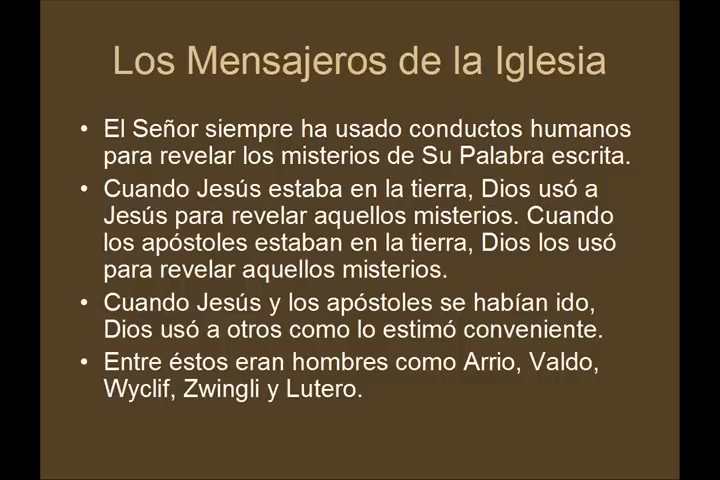 Los Mensajeros de la Iglesia
• El Señor siempre ha usado conductos humanos
para revelar los misterios de Su Palabra escrita.
• Cuando Jesús estaba en la tierra, Dios usó a
Jesús para revelar aquellos misterios. Cuando
los apóstoles estaban en la tierra, Dios los usó
para revelar aquellos misterios.
• Cuando Jesús y los apóstoles se habían ido,
Dios usó a otros como lo estimó conveniente.
• Entre éstos eran hombres como Arrio, Valdo,
Wyclif, Zwingli y Lutero.